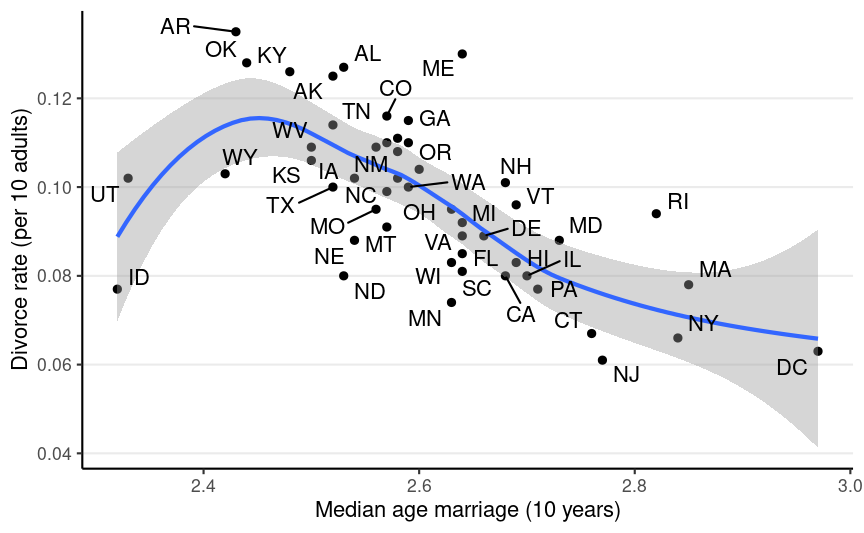 AR
OK
KY
AL
ME
AK
CO
TN
GA
WV
OR
WY
KS
IA
NM
NH
UT
TX
NC
WA
VT
RI
MO
OH
MI
DE
MD
NE
MT
VA
FL
HI
IL
MA
ID
ND
WI
SC
PA
MN
CA
CT
NY
NJ
DC
0.12
0.10
0.08
0.06
0.04
2.4
2.6
2.8
3.0
Median age marriage (10 years)
Divorce rate (per 10 adults)